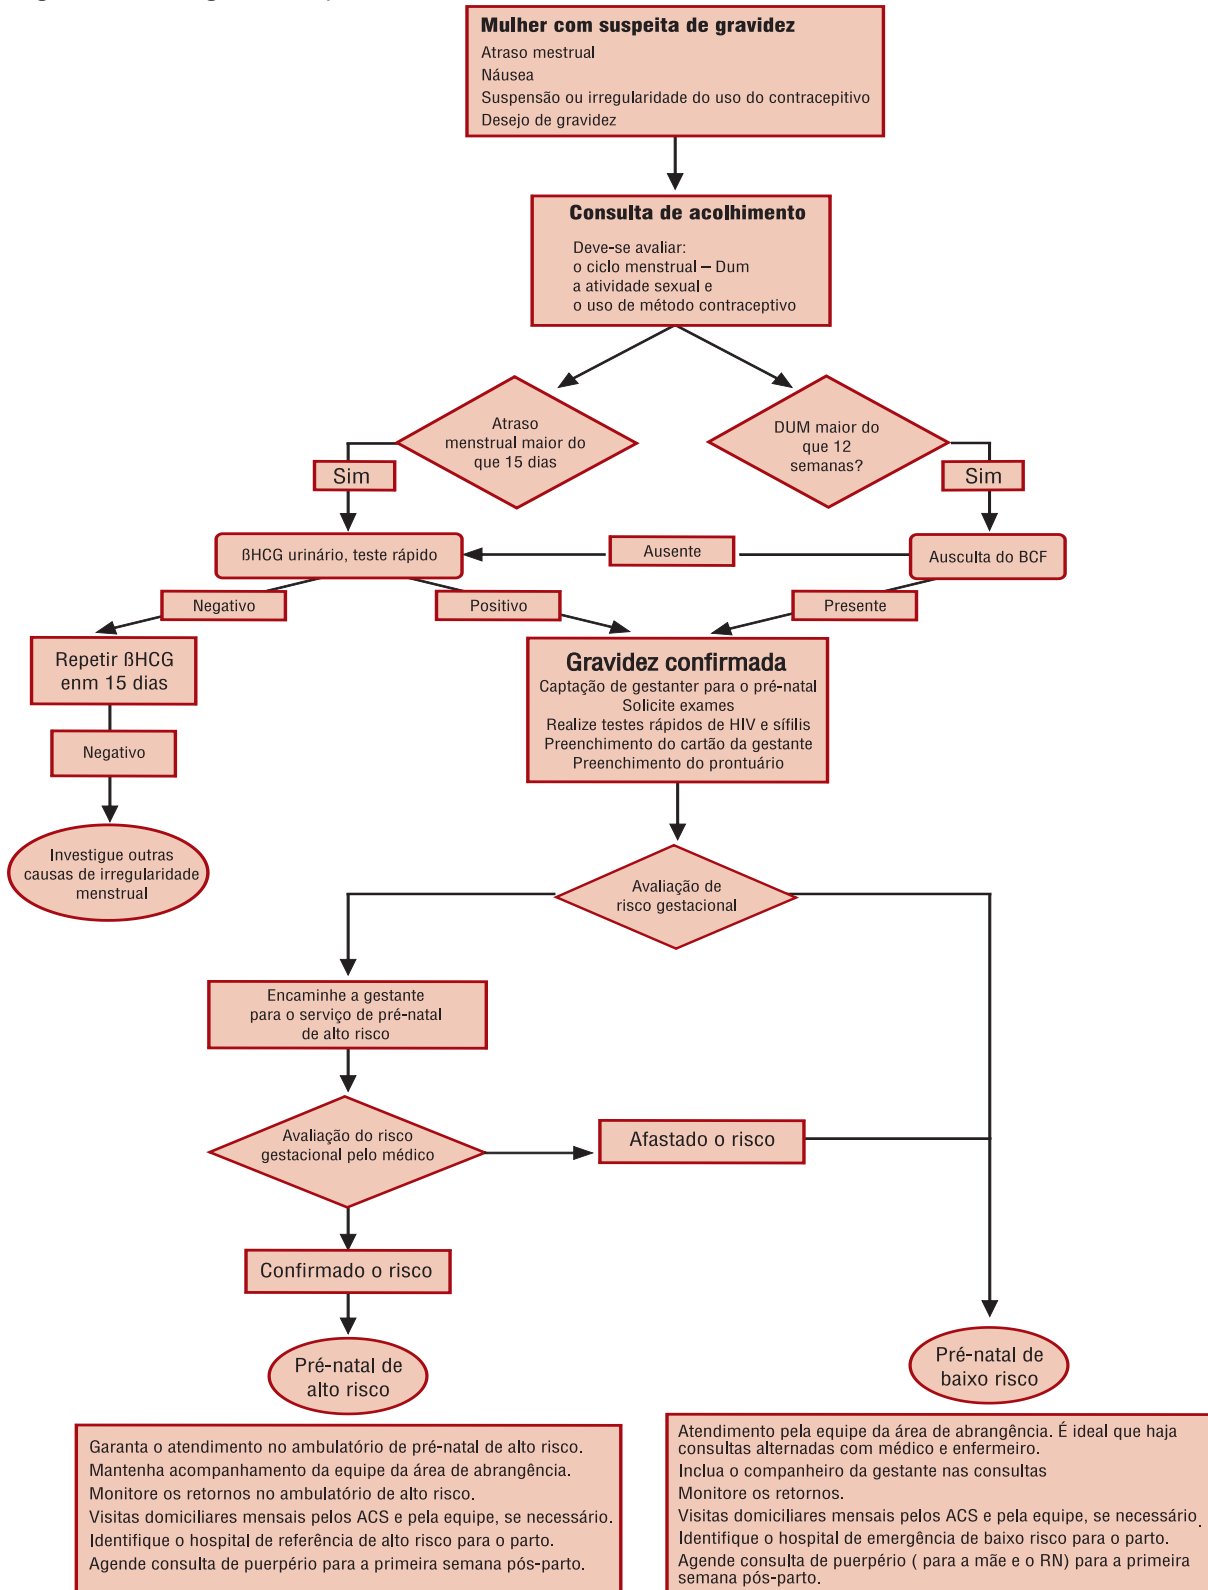 Mulher com suspeita de gravidez
Atraso mestrual
Náusea
Suspensão ou irregularidade do uso do contracepitivo
Desejo de gravidez
Consulta de acolhimento
Deve-se avaliar:
o ciclo menstrual – Dum
a atividade sexual e
o uso de método contraceptivo
Atraso
menstrual maior do
que 15 dias
DUM maior do
que 12
semanas?
Sim
Sim
ßHCG urinário, teste rápido
Ausente
Ausculta do BCF
Negativo
Positivo
Presente
Repetir ßHCG
enm 15 dias
Gravidez confirmada
Captação de gestanter para o pré-natal
Solicite exames
Realize testes rápidos de HIV e sífilis
Preenchimento do cartão da gestante
Preenchimento do prontuário
Negativo
Investigue outras
causas de irregularidade
menstrual
Avaliação de
risco gestacional
Encaminhe a gestante
para o serviço de pré-natal
de alto risco
Avaliação do risco
gestacional pelo médico
Afastado o risco
Confirmado o risco
Pré-natal de
alto risco
Pré-natal de
baixo risco
Garanta o atendimento no ambulatório de pré-natal de alto risco.
Mantenha acompanhamento da equipe da área de abrangência.
Monitore os retornos no ambulatório de alto risco.
Visitas domiciliares mensais pelos ACS e pela equipe, se necessário.
Identifique o hospital de referência de alto risco para o parto.
Agende consulta de puerpério para a primeira semana pós-parto.
Atendimento pela equipe da área de abrangência. É ideal que haja
consultas alternadas com médico e enfermeiro.
Inclua o companheiro da gestante nas consultas
Monitore os retornos.
Visitas domiciliares mensais pelos ACS e pela equipe, se necessário.
Identifique o hospital de emergência de baixo risco para o parto.
Agende consulta de puerpério ( para a mãe e o RN) para a primeira
semana pós-parto.